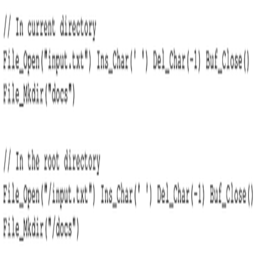 // In current directory
File_Open("input.txt") Ins_Char(' ') Del_Char(-1) Buf_Close()
File_Mkdir("docs")
// In the root directory
File_Open("/input.txt") Ins_Char(' ') Del_Char(-1) Buf_Close()
File_Mkdir("/docs")